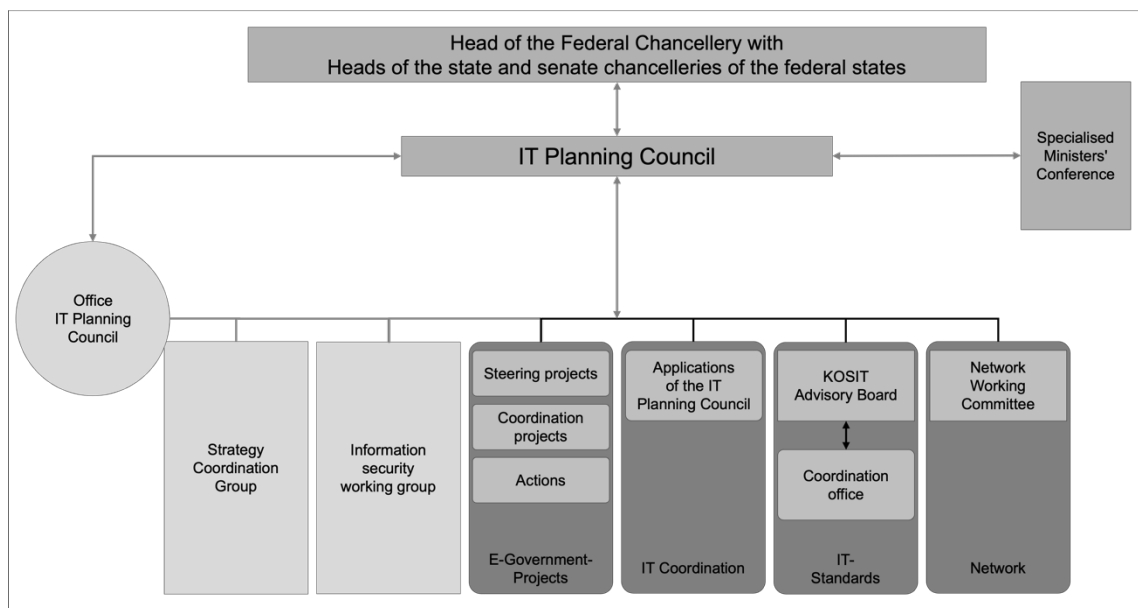 Head of the Federal Chancellery with
Heads of the state and senate chancelleries of the federal states
IT Planning Council
Specialised
Ministers'
Conference
Office
IT Planning
Council
Strategy
Coordination
Group
Information
security
working group
Steering projects
Coordination
projects
Actions
E-Government-
Projects
Applications
of the IT
Planning Council
IT Coordination
KOSIT
Advisory Board
Coordination
office
IT-
Standards
Network
Working
Committee
Network